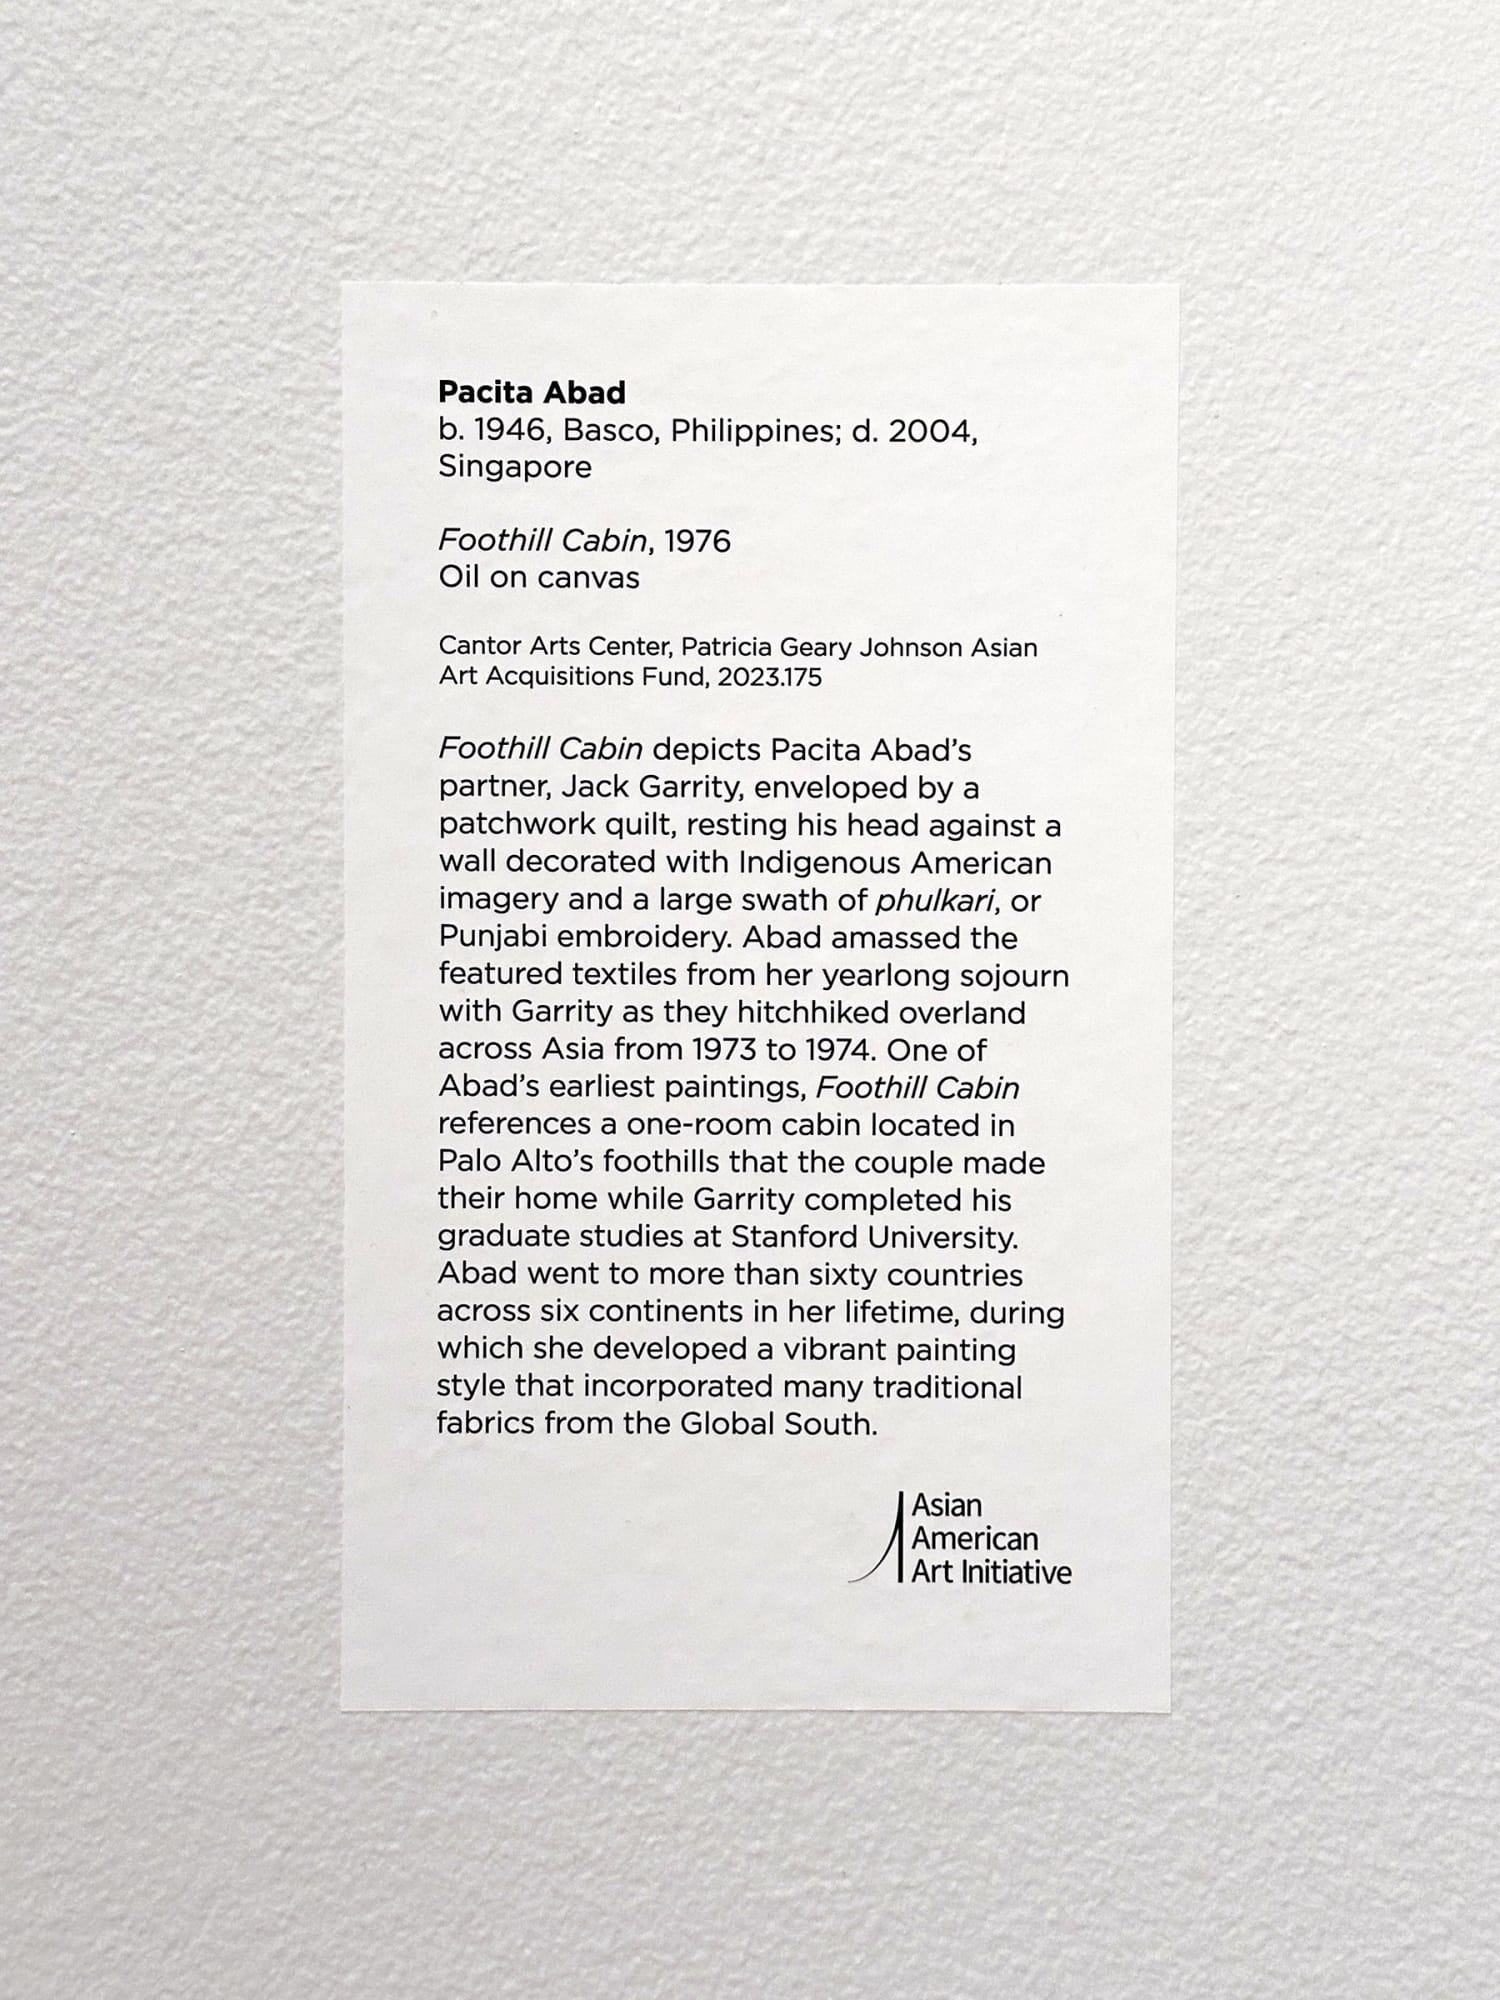 Pacita Abad
b. 1946, Basco, Philippines; d. 2004,
Singapore
Foothill Cabin, 1976
Oil on canvas
Cantor Arts Center, Patricia Geary Johnson Asian
Art Acquisitions Fund, 2023.175
Foothill Cabin depicts Pacita Abad’s
partner, Jack Garrity, enveloped by a
patchwork quilt, resting his head against a
wall decorated with Indigenous American
imagery and a large swath of phulkari, or
Punjabi embroidery. Abad amassed the
featured textiles from her yearlong sojourn
with Garrity as they hitchhiked overland
across Asia from 1973 to 1974. One of
Abad’s earliest paintings, Foothill Cabin
references a one-room cabin located in
Palo Alto’s foothills that the couple made
their home while Garrity completed his
graduate studies at Stanford University.
Abad went to more than sixty countries
across six continents in her lifetime, during
which she developed a vibrant painting
style that incorporated many traditional
fabrics from the Global South.
Asian
American
Art Initiative